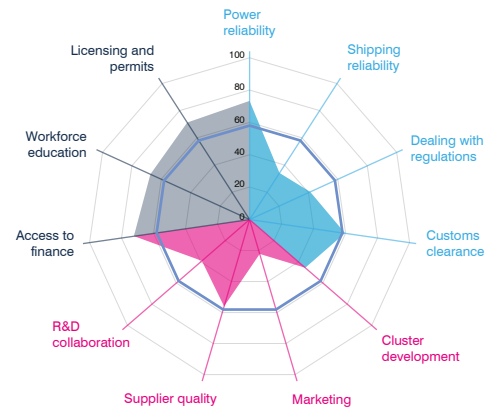 Power
reliability
Licensing and
permits
Shipping
reliability
100
80
60
40
20
0
Workforce
education
Dealing with
regulations
Access to
finance
Customs
clearance
R&D
collaboration
Cluster
development
Supplier quality
Marketing